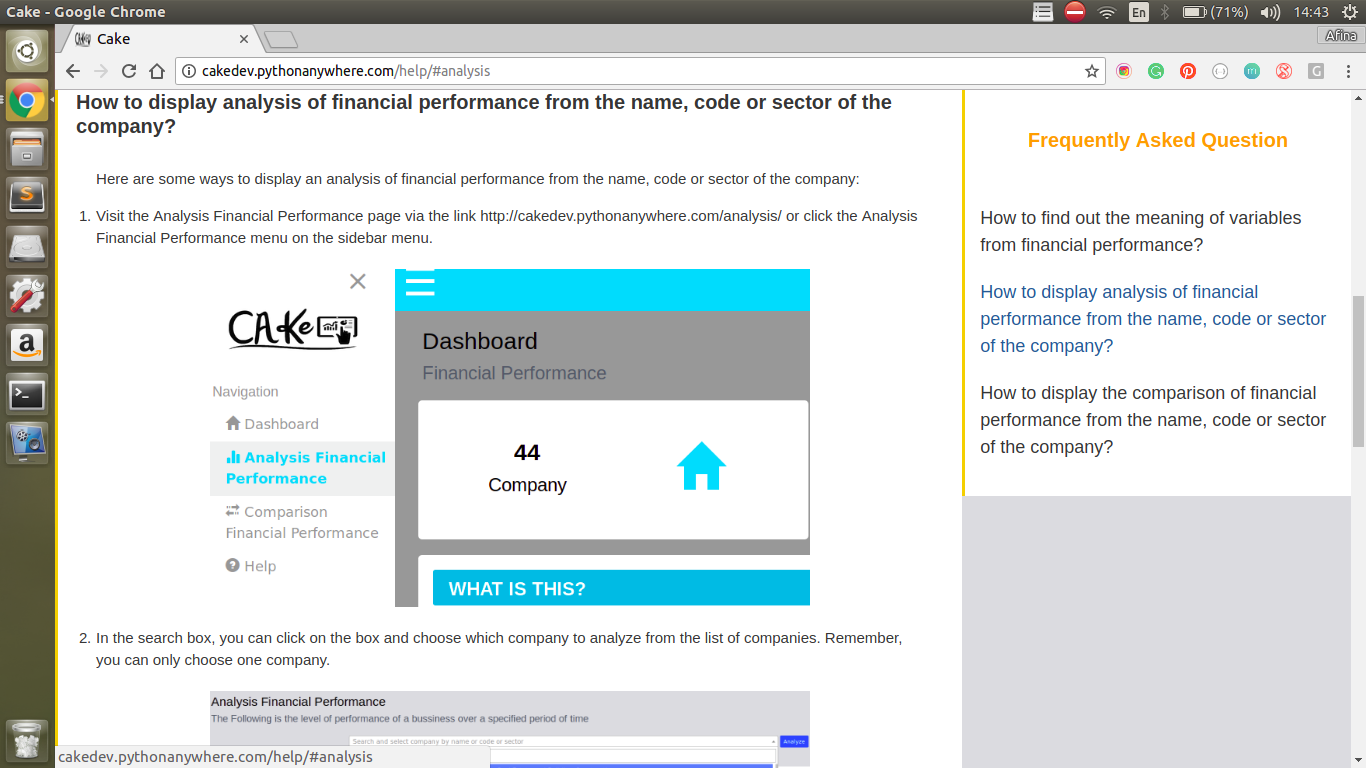 Cake - Google Chrome
En
(71%)
14:43
Cake
Afina
cakedev.pythonanywhere.com/help/#analysis
How to display analysis of financial performance from the name, code or sector of the
company?
Here are some ways to display an analysis of financial performance from the name, code or sector of the company:
1. Visit the Analysis Financial Performance page via the link http://cakedev.pythonanywhere.com/analysis/ or click the Analysis
Financial Performance menu on the sidebar menu.
CAKe
Navigation
Dashboard
Analysis Financial
Performance
Comparison
Financial Performance
Help
Dashboard
Financial Performance
44
Company
WHAT IS THIS?
2. In the search box, you can click on the box and choose which company to analyze from the list of companies. Remember,
you can only choose one company.
Analysis Financial Performance
The Following is the level of performance of a bussiness over a specified period of time
Search and select company by name or code or sector
Analyze
cakedev.pythonanywhere.com/help/#analysis
Frequently Asked Question
How to find out the meaning of variables
from financial performance?
How to display analysis of financial
performance from the name, code or sector
of the company?
How to display the comparison of financial
performance from the name, code or sector
of the company?